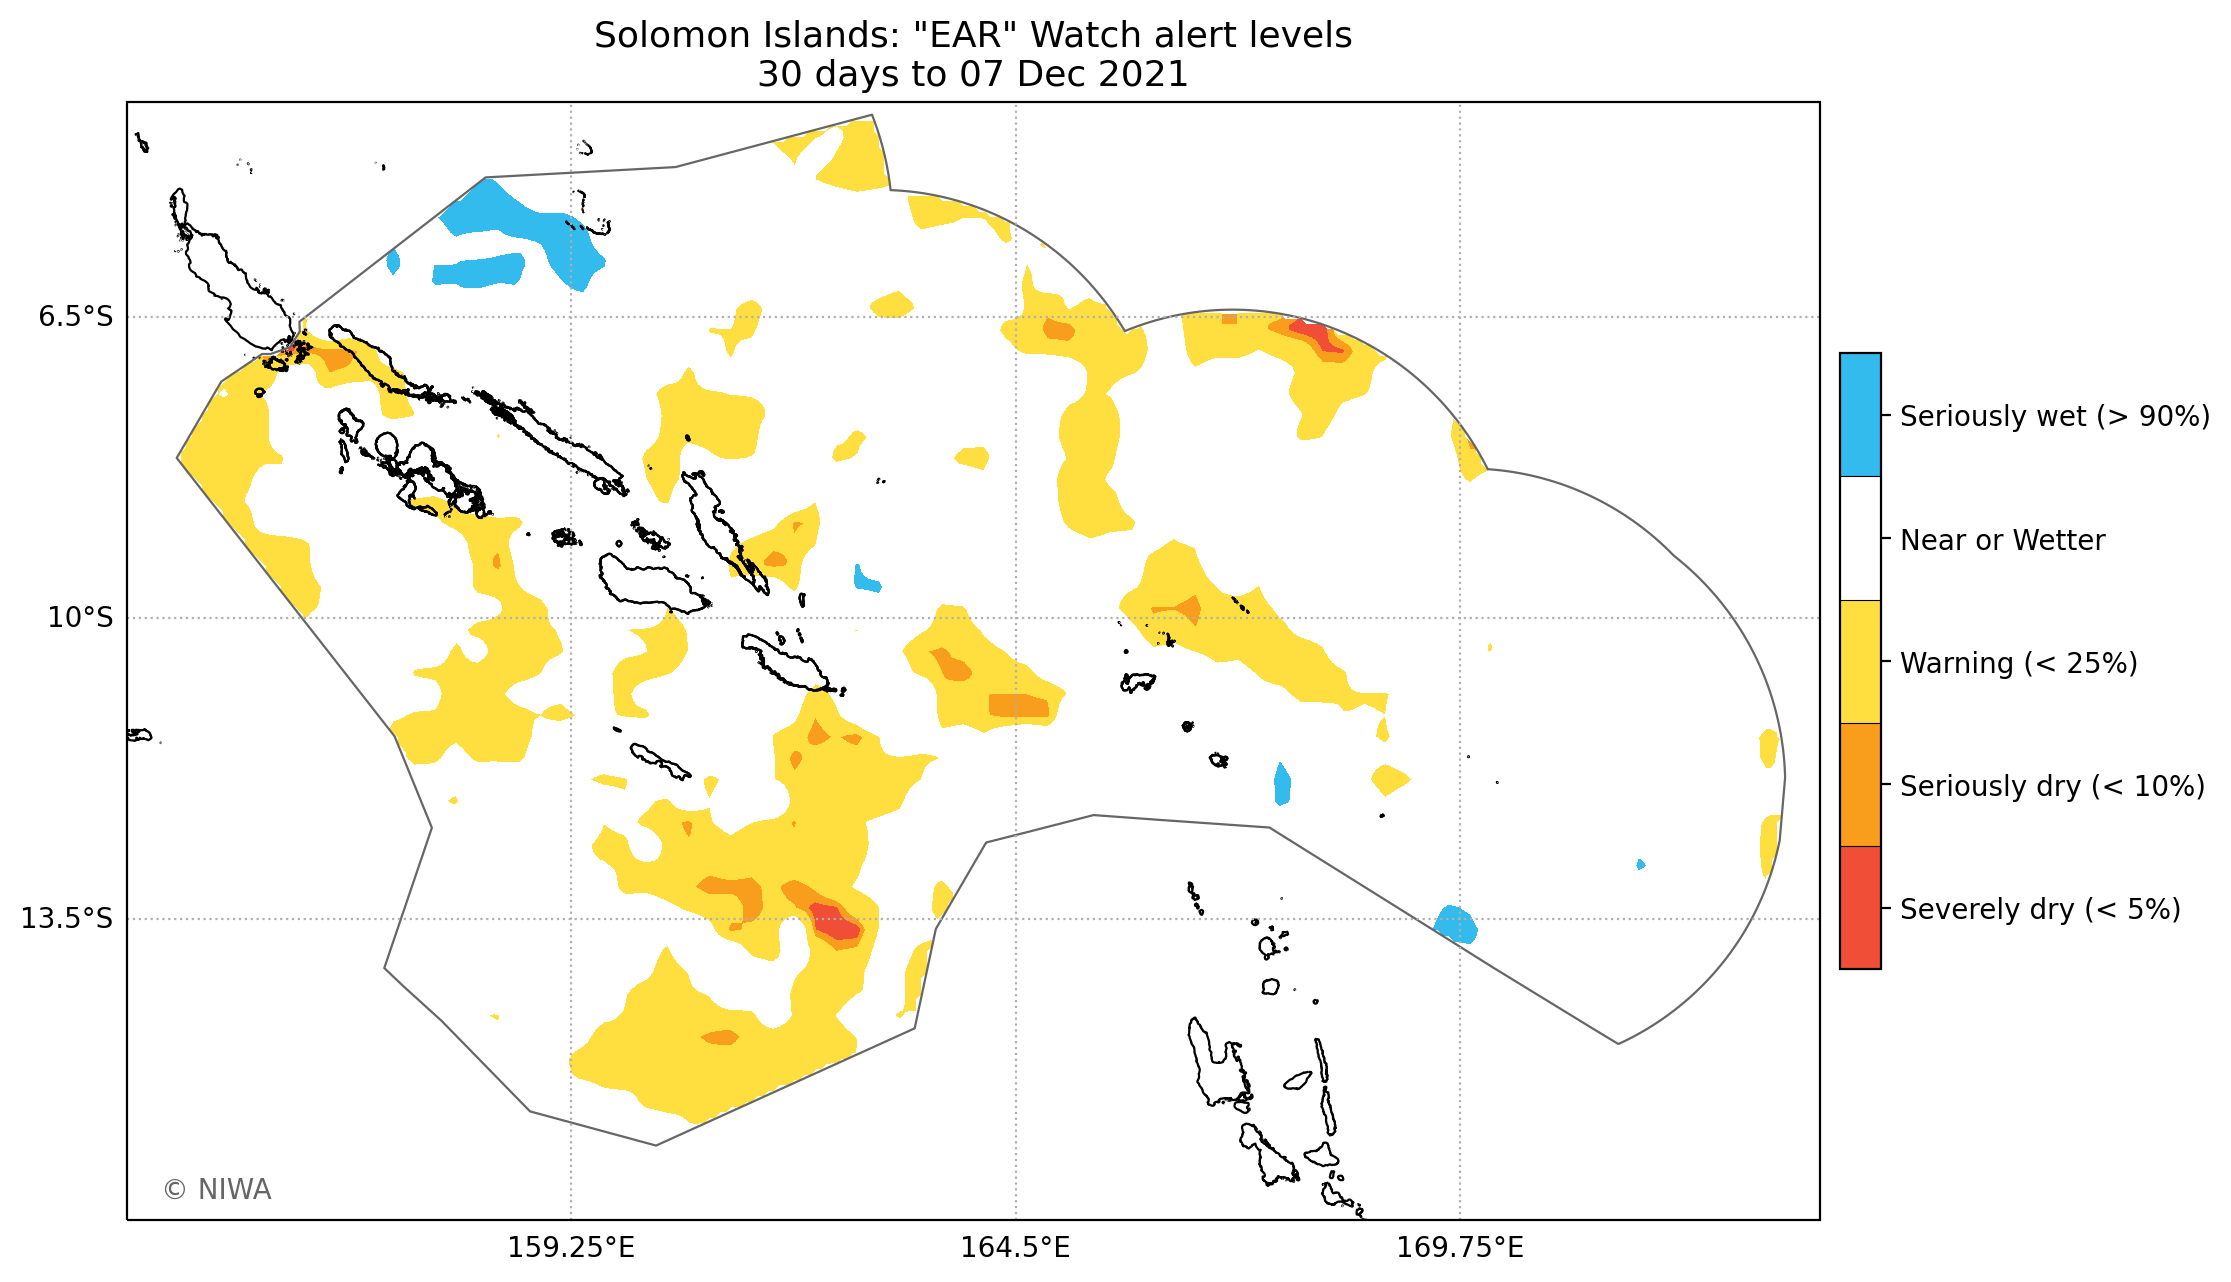 Solomon Islands: "EAR" Watch alert levels
30 days to 07 Dec 2021
6.5°S
10°S
13.5°S
159.25°E
164.5°E
169.75°E
© NIWA
Seriously wet (> 90%)
Near or Wetter
Warning (< 25%)
Seriously dry (< 10%)
Severely dry (< 5%)